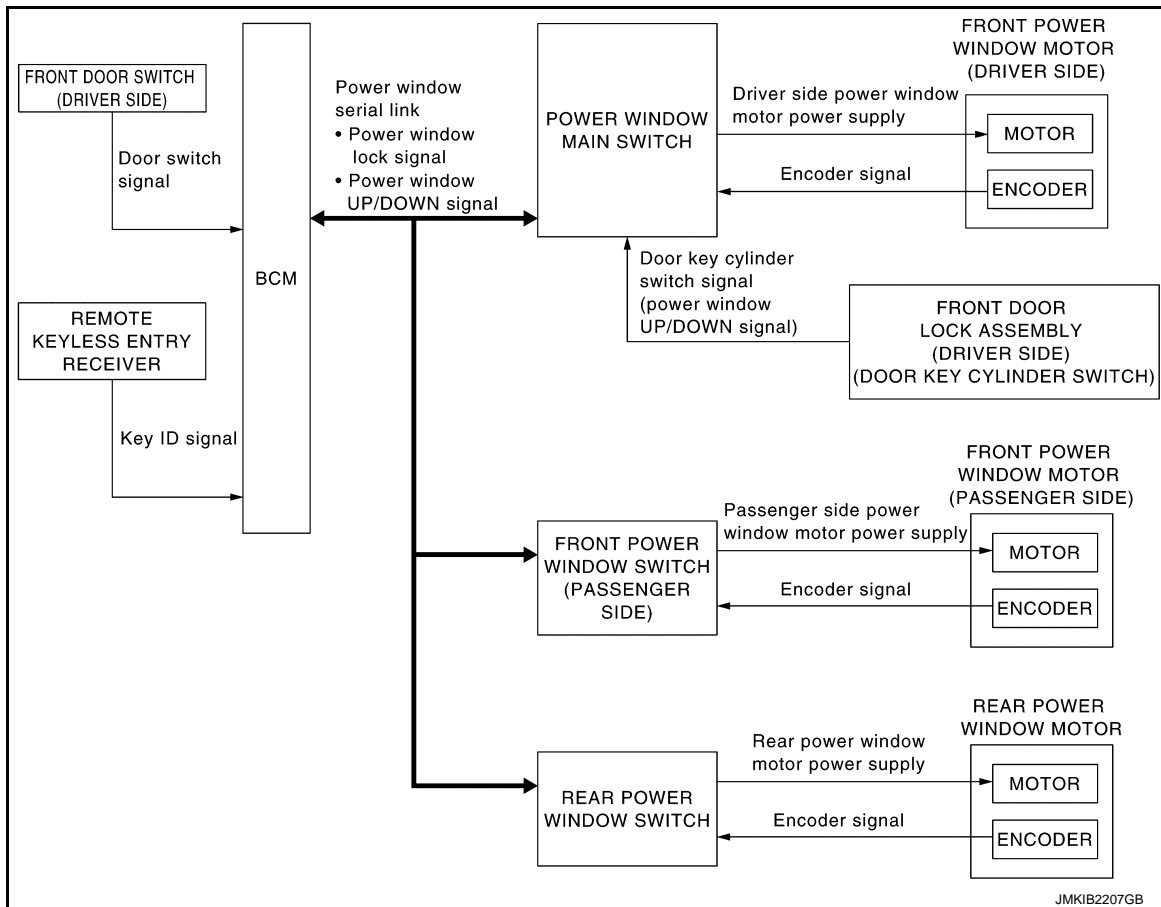 FRONT DOOR SWITCH
(DRIVER SIDE)
Door switch
signal
REMOTE
KEYLESS ENTRY
RECEIVER
Key ID signal
BCM
Power window
serial link
• Power window
lock signal
• Power window
UP/DOWN signal
POWER WINDOW
MAIN SWITCH
Driver side power window
motor power supply
Encoder signal
FRONT POWER
WINDOW MOTOR
(DRIVER SIDE)
MOTOR
ENCODER
Door key cylinder
switch signal
(power window
UP/DOWN signal)
FRONT DOOR
LOCK ASSEMBLY
(DRIVER SIDE)
(DOOR KEY CYLINDER SWITCH)
FRONT POWER
WINDOW SWITCH
(PASSENGER
SIDE)
Passenger side power
window motor power supply
Encoder signal
FRONT POWER
WINDOW MOTOR
(PASSENGER SIDE)
MOTOR
ENCODER
REAR POWER
WINDOW SWITCH
Rear power window
motor power supply
Encoder signal
REAR POWER
WINDOW MOTOR
MOTOR
ENCODER
JMKIB2207GB